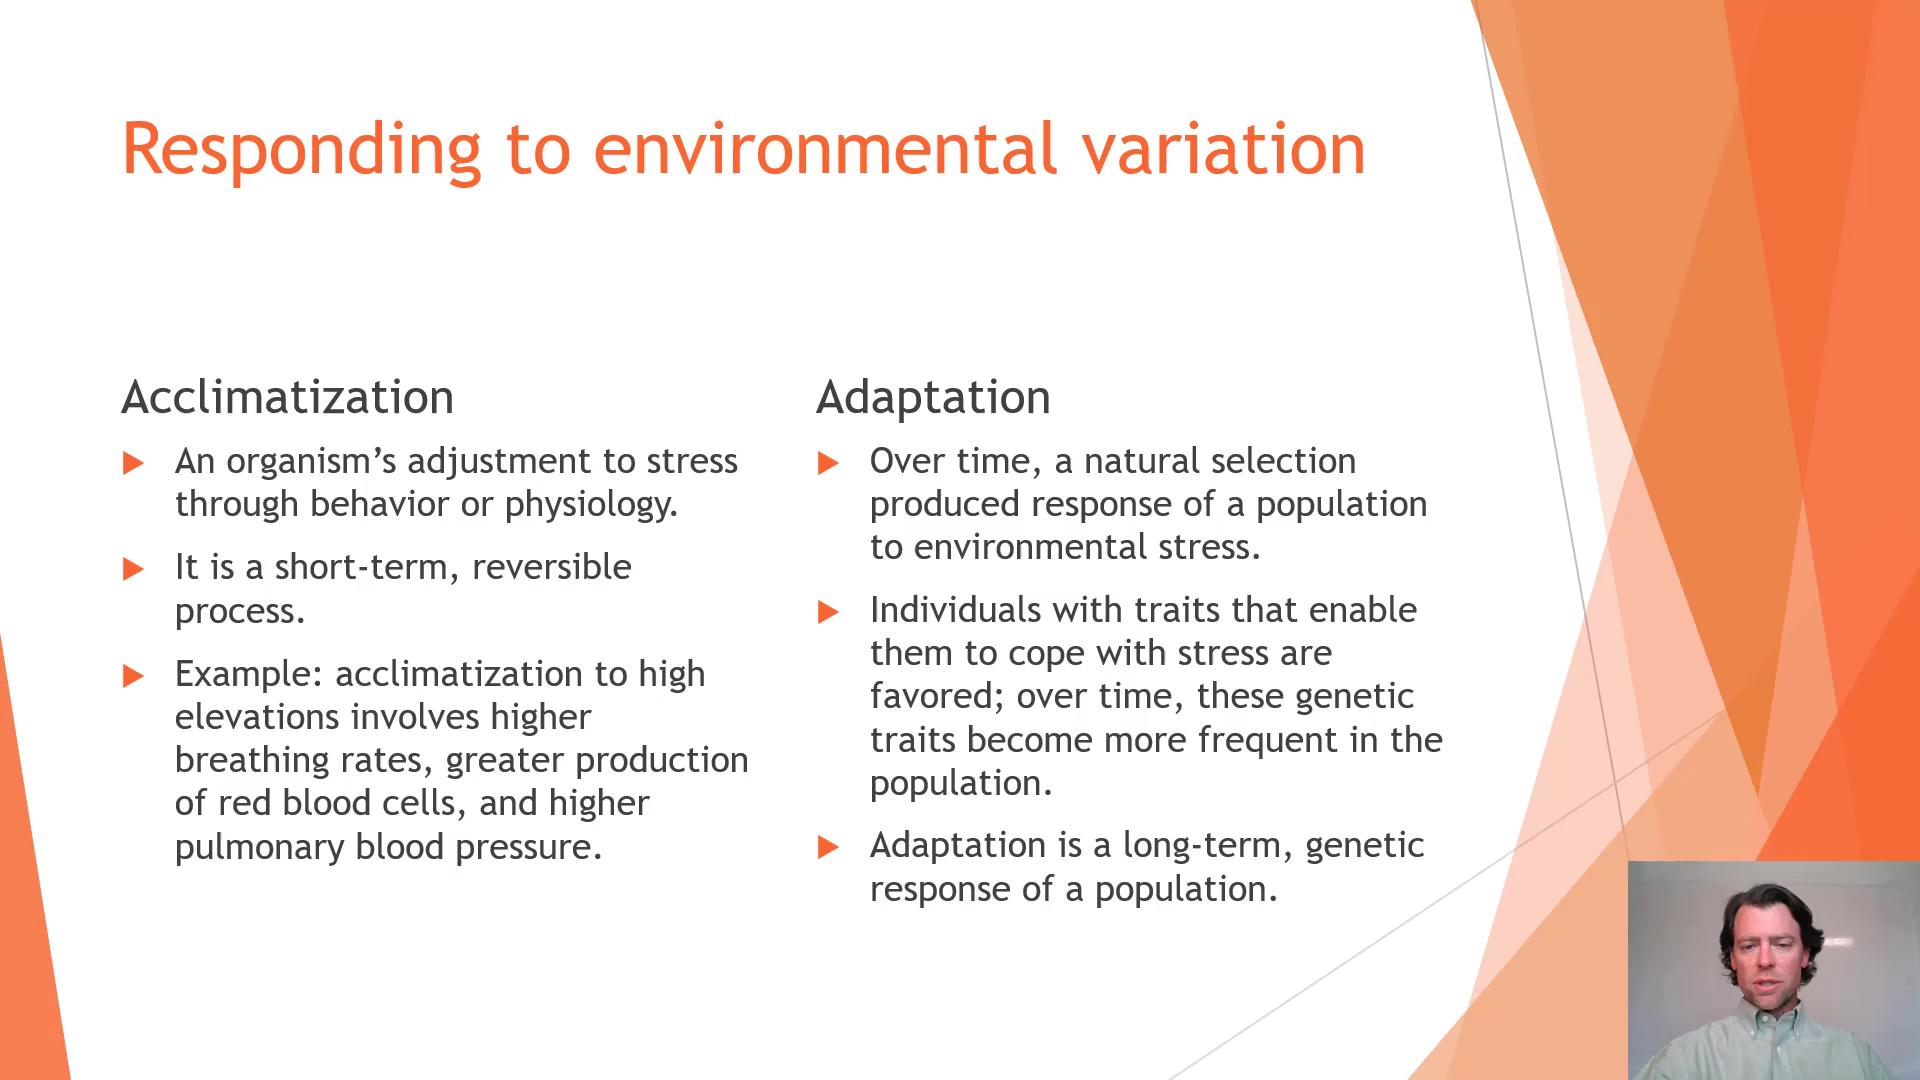 Responding to environmental variation
Acclimatization
An organism’s adjustment to stress
through behavior or physiology.
It is a short-term, reversible
process.
Example: acclimatization to high
elevations involves higher
breathing rates, greater production
of red blood cells, and higher
pulmonary blood pressure.
Adaptation
Over time, a natural selection
produced response of a population
to environmental stress.
Individuals with traits that enable
them to cope with stress are
favored; over time, these genetic
traits become more frequent in the
population.
Adaptation is a long-term, genetic
response of a population.